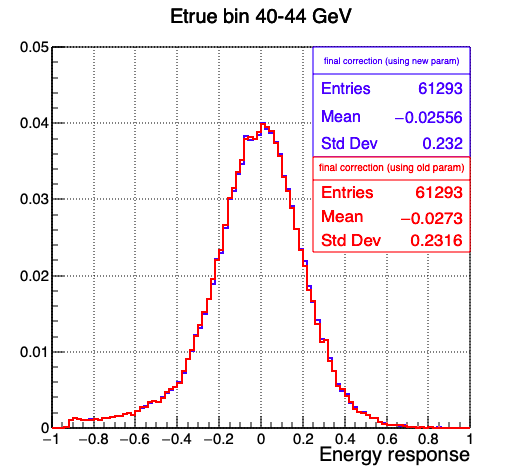 Etrue bin 40-44 GeV
0.05
final correction (using new param)
Entries 61293
Mean −0.02556
Std Dev 0.232
final correction (using old param)
Entries 61293
Mean −0.0273
Std Dev 0.2316
0.04
0.03
0.02
0.01
0
−1 −0.8 −0.6 −0.4 −0.2 0 0.2 0.4 0.6 0.8 1
Energy response